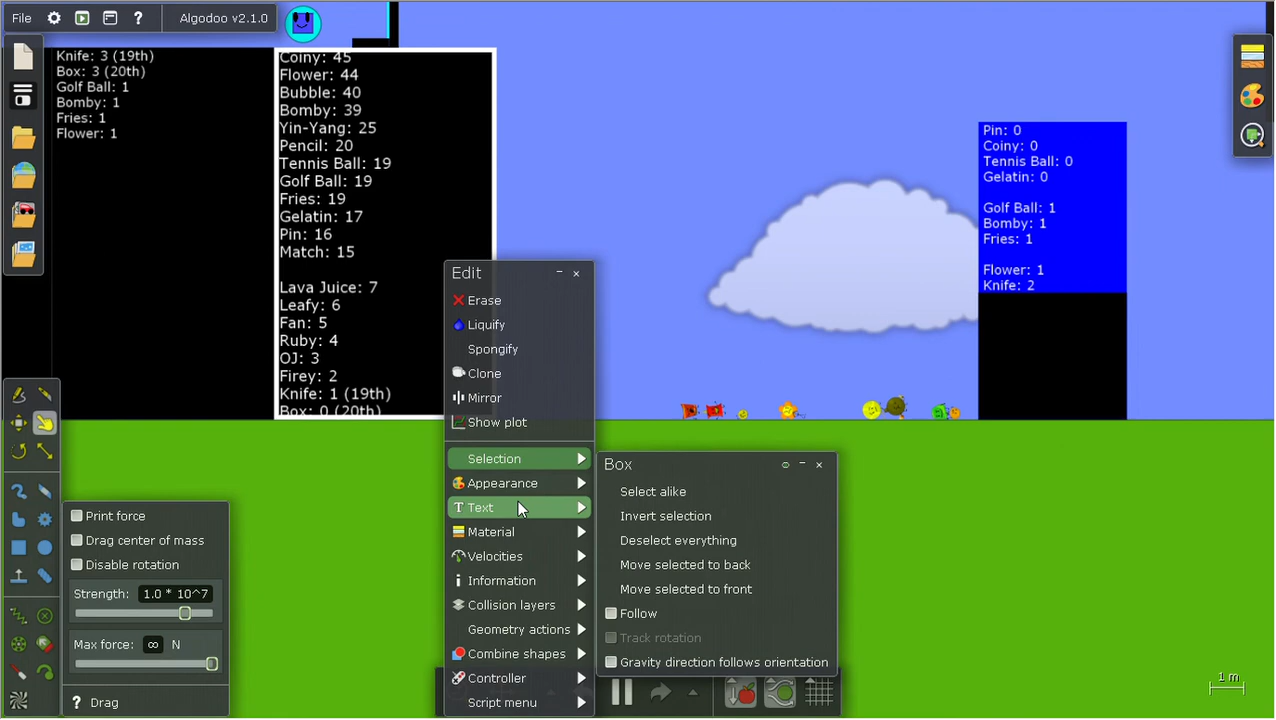 File
?
Algodoo v2.1.0
Knife: 3 (19th)
Box: 3 (20th)
Golf Ball: 1
Bomby: 1
Fries: 1
Flower: 1
Coiny: 45
Flower: 44
Bubble: 40
Bomby: 39
Yin-Yang: 25
Pencil: 20
Tennis Ball: 19
Golf Ball: 19
Fries: 19
Gelatin: 17
Pin: 16
Match: 15
Lava Juice: 7
Leafy: 6
Fan: 5
Ruby: 4
OJ: 3
Firey: 2
Knife: 1 (19th)
Box: 0 (20th)
Pin: 0
Coiny: 0
Tennis Ball: 0
Gelatin: 0
Golf Ball: 1
Bomby: 1
Fries: 1
Flower: 1
Knife: 2
Edit
Erase
Liquify
Spongify
Clone
Mirror
Show plot
Selection
Appearance
T Text
Material
Velocities
Information
Collision layers
Geometry actions
Combine shapes
Controller
Script menu
Box
Select alike
Invert selection
Deselect everything
Move selected to back
Move selected to front
Follow
Track rotation
Gravity direction follows orientation
Print force
Drag center of mass
Disable rotation
Strength: 1.0 * 10^7
Max force: ∞ N
? Drag
1 m